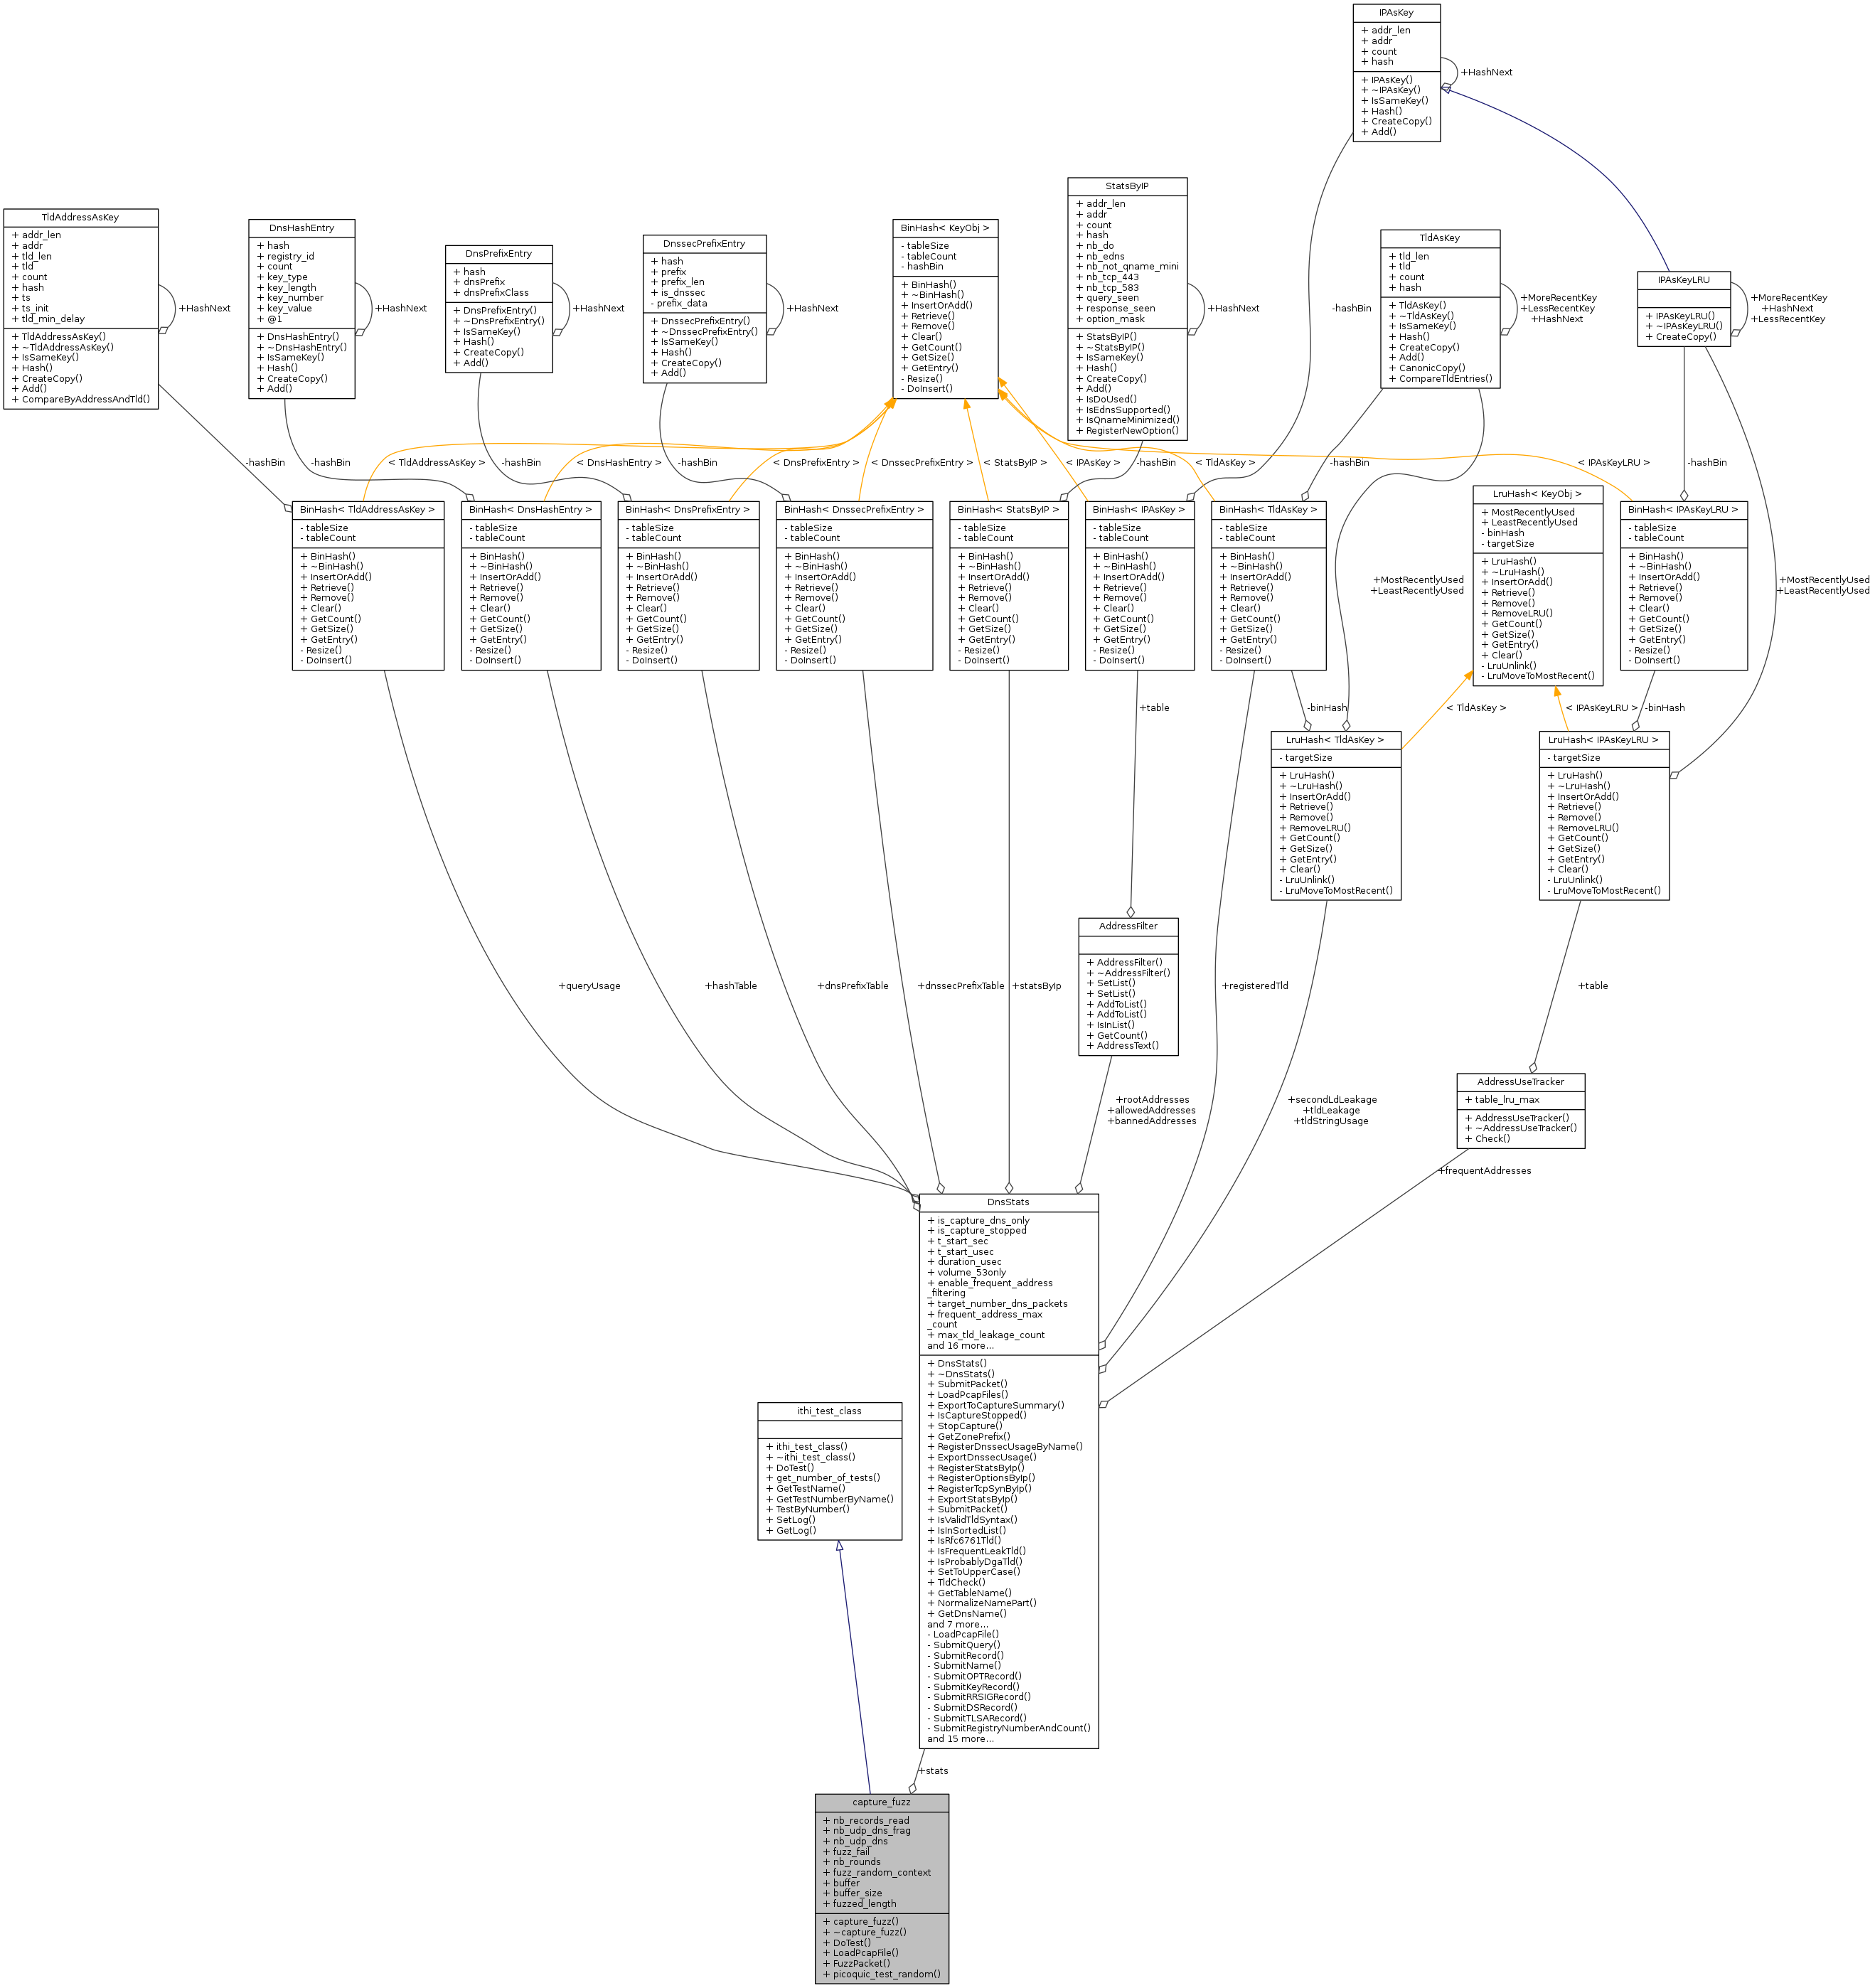 IPAsKey
+ addr_len
+ addr
+ count
+ hash
+ IPAsKey()
+ ~IPAsKey()
+ IsSameKey()
+ Hash()
+ CreateCopy()
+ Add()
+HashNext
StatsByIP
+ addr_len
+ addr
+ count
+ hash
+ nb_do
+ nb_edns
+ nb_not_qname_mini
+ nb_tcp_443
+ nb_tcp_583
+ query_seen
+ response_seen
+ option_mask
+ StatsByIP()
+ ~StatsByIP()
+ IsSameKey()
+ Hash()
+ CreateCopy()
+ Add()
+ IsDoUsed()
+ IsEdnsSupported()
+ IsQnameMinimized()
+ RegisterNewOption()
+HashNext
TldAddressAsKey
+ addr_len
+ addr
+ tld_len
+ tld
+ count
+ hash
+ ts
+ ts_init
+ tld_min_delay
+ TldAddressAsKey()
+ ~TldAddressAsKey()
+ IsSameKey()
+ Hash()
+ CreateCopy()
+ Add()
+ CompareByAddressAndTld()
+HashNext
DnsHashEntry
+ hash
+ registry_id
+ count
+ key_type
+ key_length
+ key_number
+ key_value
+ @1
+ DnsHashEntry()
+ ~DnsHashEntry()
+ IsSameKey()
+ Hash()
+ CreateCopy()
+ Add()
+HashNext
DnsPrefixEntry
+ hash
+ dnsPrefix
+ dnsPrefixClass
+ DnsPrefixEntry()
+ ~DnsPrefixEntry()
+ IsSameKey()
+ Hash()
+ CreateCopy()
+ Add()
+HashNext
DnssecPrefixEntry
+ hash
+ prefix
+ prefix_len
+ is_dnssec
- prefix_data
+ DnssecPrefixEntry()
+ ~DnssecPrefixEntry()
+ IsSameKey()
+ Hash()
+ CreateCopy()
+ Add()
+HashNext
BinHash< KeyObj >
- tableSize
- tableCount
- hashBin
+ BinHash()
+ ~BinHash()
+ InsertOrAdd()
+ Retrieve()
+ Remove()
+ Clear()
+ GetCount()
+ GetSize()
+ GetEntry()
- Resize()
- DoInsert()
-hashBin
TldAsKey
+ tld_len
+ tld
+ count
+ hash
+ TldAsKey()
+ ~TldAsKey()
+ IsSameKey()
+ Hash()
+ CreateCopy()
+ Add()
+ CanonicCopy()
+ CompareTldEntries()
+MoreRecentKey
+LessRecentKey
+HashNext
IPAsKeyLRU
+ IPAsKeyLRU()
+ ~IPAsKeyLRU()
+ CreateCopy()
+MoreRecentKey
+HashNext
+LessRecentKey
-hashBin
< TldAddressAsKey >
-hashBin
< DnsHashEntry >
-hashBin
< DnsPrefixEntry >
-hashBin
< DnssecPrefixEntry >
< StatsByIP >
< IPAsKey >
-hashBin
< TldAsKey >
-hashBin
< IPAsKeyLRU >
-hashBin
BinHash< TldAddressAsKey >
- tableSize
- tableCount
+ BinHash()
+ ~BinHash()
+ InsertOrAdd()
+ Retrieve()
+ Remove()
+ Clear()
+ GetCount()
+ GetSize()
+ GetEntry()
- Resize()
- DoInsert()
BinHash< DnsHashEntry >
- tableSize
- tableCount
+ BinHash()
+ ~BinHash()
+ InsertOrAdd()
+ Retrieve()
+ Remove()
+ Clear()
+ GetCount()
+ GetSize()
+ GetEntry()
- Resize()
- DoInsert()
BinHash< DnsPrefixEntry >
- tableSize
- tableCount
+ BinHash()
+ ~BinHash()
+ InsertOrAdd()
+ Retrieve()
+ Remove()
+ Clear()
+ GetCount()
+ GetSize()
+ GetEntry()
- Resize()
- DoInsert()
BinHash< DnssecPrefixEntry >
- tableSize
- tableCount
+ BinHash()
+ ~BinHash()
+ InsertOrAdd()
+ Retrieve()
+ Remove()
+ Clear()
+ GetCount()
+ GetSize()
+ GetEntry()
- Resize()
- DoInsert()
BinHash< StatsByIP >
- tableSize
- tableCount
+ BinHash()
+ ~BinHash()
+ InsertOrAdd()
+ Retrieve()
+ Remove()
+ Clear()
+ GetCount()
+ GetSize()
+ GetEntry()
- Resize()
- DoInsert()
BinHash< IPAsKey >
- tableSize
- tableCount
+ BinHash()
+ ~BinHash()
+ InsertOrAdd()
+ Retrieve()
+ Remove()
+ Clear()
+ GetCount()
+ GetSize()
+ GetEntry()
- Resize()
- DoInsert()
BinHash< TldAsKey >
- tableSize
- tableCount
+ BinHash()
+ ~BinHash()
+ InsertOrAdd()
+ Retrieve()
+ Remove()
+ Clear()
+ GetCount()
+ GetSize()
+ GetEntry()
- Resize()
- DoInsert()
+MostRecentlyUsed
+LeastRecentlyUsed
LruHash< KeyObj >
+ MostRecentlyUsed
+ LeastRecentlyUsed
- binHash
- targetSize
+ LruHash()
+ ~LruHash()
+ InsertOrAdd()
+ Retrieve()
+ Remove()
+ RemoveLRU()
+ GetCount()
+ GetSize()
+ GetEntry()
+ Clear()
- LruUnlink()
- LruMoveToMostRecent()
BinHash< IPAsKeyLRU >
- tableSize
- tableCount
+ BinHash()
+ ~BinHash()
+ InsertOrAdd()
+ Retrieve()
+ Remove()
+ Clear()
+ GetCount()
+ GetSize()
+ GetEntry()
- Resize()
- DoInsert()
+MostRecentlyUsed
+LeastRecentlyUsed
+table
-binHash
< TldAsKey >
< IPAsKeyLRU >
-binHash
LruHash< TldAsKey >
- targetSize
+ LruHash()
+ ~LruHash()
+ InsertOrAdd()
+ Retrieve()
+ Remove()
+ RemoveLRU()
+ GetCount()
+ GetSize()
+ GetEntry()
+ Clear()
- LruUnlink()
- LruMoveToMostRecent()
LruHash< IPAsKeyLRU >
- targetSize
+ LruHash()
+ ~LruHash()
+ InsertOrAdd()
+ Retrieve()
+ Remove()
+ RemoveLRU()
+ GetCount()
+ GetSize()
+ GetEntry()
+ Clear()
- LruUnlink()
- LruMoveToMostRecent()
AddressFilter
+ AddressFilter()
+ ~AddressFilter()
+ SetList()
+ SetList()
+ AddToList()
+ AddToList()
+ IsInList()
+ GetCount()
+ AddressText()
+queryUsage
+hashTable
+dnsPrefixTable
+dnssecPrefixTable
+statsByIp
+registeredTld
+table
AddressUseTracker
+ table_lru_max
+ AddressUseTracker()
+ ~AddressUseTracker()
+ Check()
+rootAddresses
+allowedAddresses
+bannedAddresses
+secondLdLeakage
+tldLeakage
+tldStringUsage
+frequentAddresses
DnsStats
+ is_capture_dns_only
+ is_capture_stopped
+ t_start_sec
+ t_start_usec
+ duration_usec
+ volume_53only
+ enable_frequent_address
_filtering
+ target_number_dns_packets
+ frequent_address_max
_count
+ max_tld_leakage_count
and 16 more...
+ DnsStats()
+ ~DnsStats()
+ SubmitPacket()
+ LoadPcapFiles()
+ ExportToCaptureSummary()
+ IsCaptureStopped()
+ StopCapture()
+ GetZonePrefix()
+ RegisterDnssecUsageByName()
+ ExportDnssecUsage()
+ RegisterStatsByIp()
+ RegisterOptionsByIp()
+ RegisterTcpSynByIp()
+ ExportStatsByIp()
+ SubmitPacket()
+ IsValidTldSyntax()
+ IsInSortedList()
+ IsRfc6761Tld()
+ IsFrequentLeakTld()
+ IsProbablyDgaTld()
+ SetToUpperCase()
+ TldCheck()
+ GetTableName()
+ NormalizeNamePart()
+ GetDnsName()
and 7 more...
- LoadPcapFile()
- SubmitQuery()
- SubmitRecord()
- SubmitName()
- SubmitOPTRecord()
- SubmitKeyRecord()
- SubmitRRSIGRecord()
- SubmitDSRecord()
- SubmitTLSARecord()
- SubmitRegistryNumberAndCount()
and 15 more...
ithi_test_class
+ ithi_test_class()
+ ~ithi_test_class()
+ DoTest()
+ get_number_of_tests()
+ GetTestName()
+ GetTestNumberByName()
+ TestByNumber()
+ SetLog()
+ GetLog()
+stats
capture_fuzz
+ nb_records_read
+ nb_udp_dns_frag
+ nb_udp_dns
+ fuzz_fail
+ nb_rounds
+ fuzz_random_context
+ buffer
+ buffer_size
+ fuzzed_length
+ capture_fuzz()
+ ~capture_fuzz()
+ DoTest()
+ LoadPcapFile()
+ FuzzPacket()
+ picoquic_test_random()